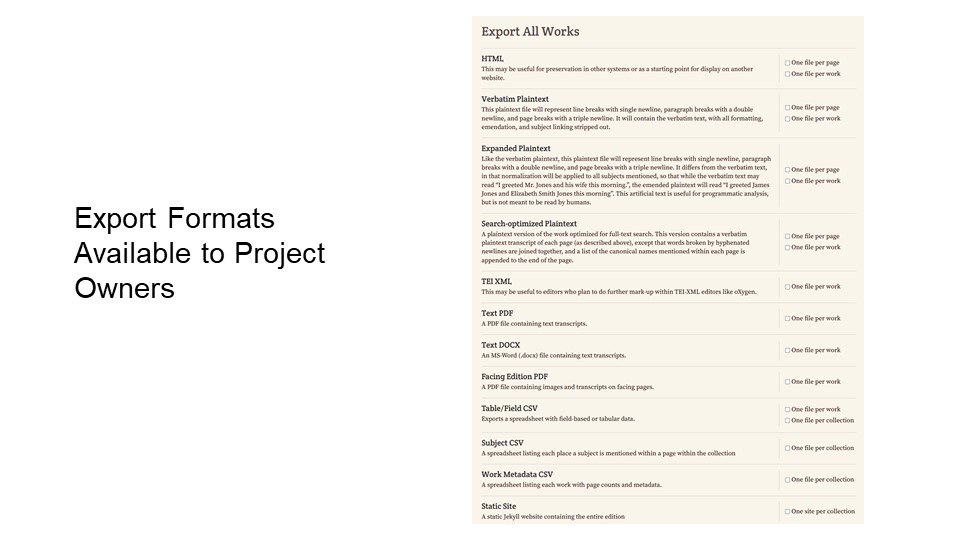 Export Formats
Available to Project
Owners
Export All Works
HTML
This may be useful for preservation in other systems or as a starting point for display on another
website.
One file per page
One file per work
Verbatim Plaintext
This plaintext file will represent line breaks with single newline, paragraph breaks with a double
newline, and page breaks with a triple newline. It will contain the verbatim text, with all formatting,
emendation, and subject linking stripped out.
One file per page
One file per work
Expanded Plaintext
Like the verbatim plaintext, this plaintext file will represent line breaks with single newline, paragraph
breaks with a double newline, and page breaks with a triple newline. It differs from the verbatim text,
in that normalization will be applied to all subjects mentioned, so that while the verbatim text may
read “I greeted Mr. Jones and his wife this morning.”, the emended plaintext will read “I greeted James
Jones and Elizabeth Smith Jones this morning”. This artificial text is useful for programmatic analysis,
but is not meant to be read by humans.
One file per page
One file per work
Search-optimized Plaintext
A plaintext version of the work optimized for full-text search. This version contains a verbatim
plaintext transcript of each page (as described above), except that words broken by hyphenated
newlines are joined together, and a list of the canonical names mentioned within each page is
appended to the end of the page.
One file per page
One file per work
TEI XML
This may be useful to editors who plan to do further mark-up within TEI-XML editors like oXygen.
One file per work
Text PDF
A PDF file containing text transcripts.
One file per work
Text DOCX
An MS-Word (.docx) file containing text transcripts.
One file per work
Facing Edition PDF
A PDF file containing images and transcripts on facing pages.
One file per work
Table/Field CSV
Exports a spreadsheet with field-based or tabular data.
One file per work
One file per collection
Subject CSV
A spreadsheet listing each place a subject is mentioned within a page within the collection
One file per collection
Work Metadata CSV
A spreadsheet listing each work with page counts and metadata.
One file per collection
Static Site
A static Jekyll website containing the entire edition
One site per collection